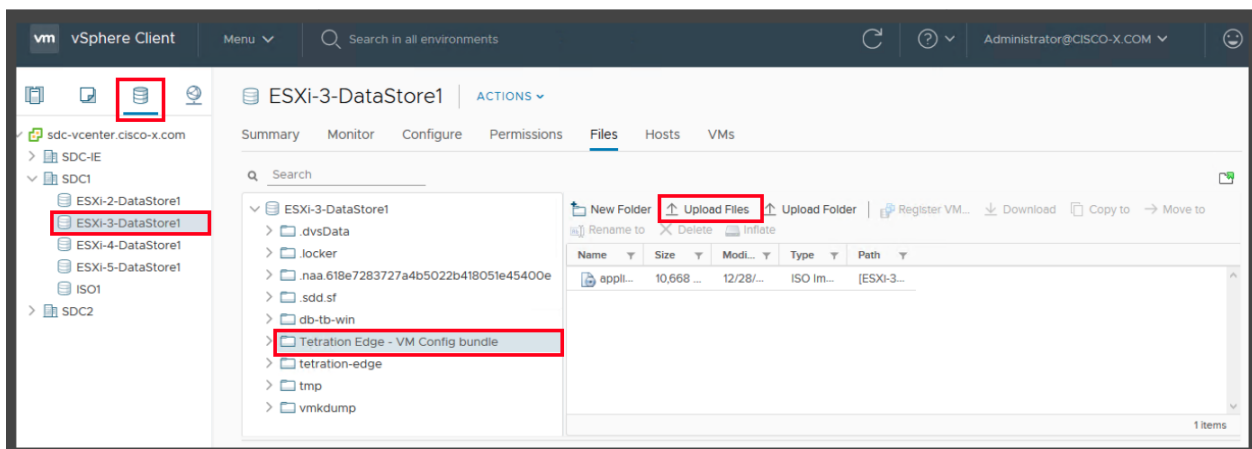 vm vSphere Client Menu Search in all environments Administrator@CISCO-X.COM
sdc-vcenter.cisco-x.com
SDC-IE
SDC1
ESXi-2-DataStore1
ESXi-3-DataStore1
ESXi-4-DataStore1
ESXi-5-DataStore1
ISO1
SDC2
ESXi-3-DataStore1 ACTIONS
Summary Monitor Configure Permissions Files Hosts VMs
Search
ESXi-3-DataStore1
.dvsData
.locker
.naa.618e7283727a4b5022b418051e45400e
.sdd.sf
db-tb-win
Tetration Edge - VM Config bundle
tetration-edge
tmp
vmkdump
New Folder Upload Files Upload Folder Register VM... Download Copy to Move to
Rename to Delete Inflate
Name Size Modi... Type Path
appli... 10,668 ... 12/28/... ISO Im... [ESXi-3...
1 items